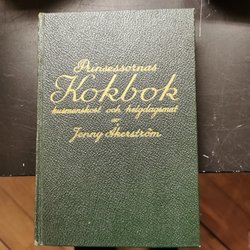 Prinsessornas
Kokbok
husmanskost och helgdagsmat
av
Jenny Åkerström